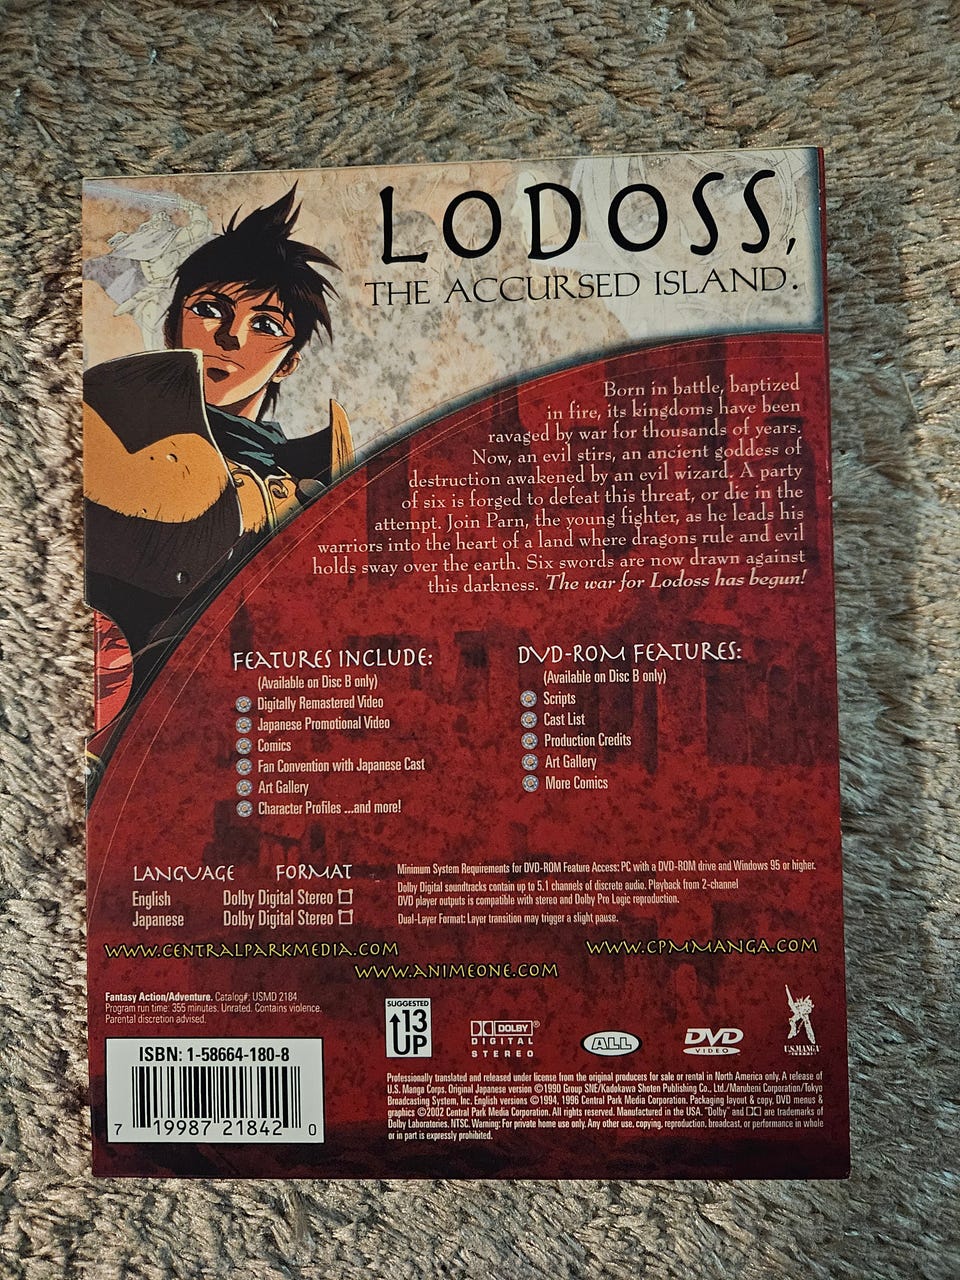 LODOSS,
THE ACCURSED ISLAND.
Born in battle, baptized
in fire, its kingdoms have been
ravaged by war for thousands of years.
Now, an evil stirs, an ancient goddess of
destruction awakened by an evil wizard. A party
of six is forged to defeat this threat, or die in the
attempt. Join Parn, the young fighter, as he leads his
warriors into the heart of a land where dragons rule and evil
holds sway over the earth. Six swords are now drawn against
this darkness. The war for Lodoss has begun!
FEATURES INCLUDE:
(Available on Disc B only)
Digitally Remastered Video
Japanese Promotional Video
Comics
Fan Convention with Japanese Cast
Art Gallery
Character Profiles ...and more!
DVD-ROM FEATURES:
(Available on Disc B only)
Scripts
Cast List
Production Credits
Art Gallery
More Comics
LANGUAGE FORMAT
English Dolby Digital Stereo
Japanese Dolby Digital Stereo
Minimum System Requirements for DVD-ROM Feature Access: PC with a DVD-ROM drive and Windows 95 or higher.
Dolby Digital soundtracks contain up to 5.1 channels of discrete audio. Playback from 2-channel
DVD player outputs is compatible with stereo and Dolby Pro Logic reproduction.
Dual-Layer Format: Layer transition may trigger a slight pause.
WWW.CENTRALPARKMEDIA.COM
WWW.CPMMANGA.COM
WWW.ANIMEONE.COM
Fantasy Action/Adventure. Catalog#: USMD 2184
Program run time: 355 minutes. Unrated. Contains violence.
Parental discretion advised.
ISBN: 1-58664-180-8
7 19987 21842 0
SUGGESTED
13
UP
DOLBY®
DIGITAL
STEREO
ALL
DVD
VIDEO
U.S. MANGA
Professionally translated and released under license from the original producers for sale or rental in North America only. A release of
U.S. Manga Corps. Original Japanese version ©1990 Group SNE/Kadokawa Shoten Publishing Co., Ltd./Marubeni Corporation/Tokyo
Broadcasting System, Inc. English versions ©1994, 1996 Central Park Media Corporation. Packaging layout & copy, DVD menus &
graphics ©2002 Central Park Media Corporation. All rights reserved. Manufactured in the USA. "Dolby" and are trademarks of
Dolby Laboratories. NTSC. Warning: For private home use only. Any other use, copying, reproduction, broadcast, or performance in whole
or in part is expressly prohibited.